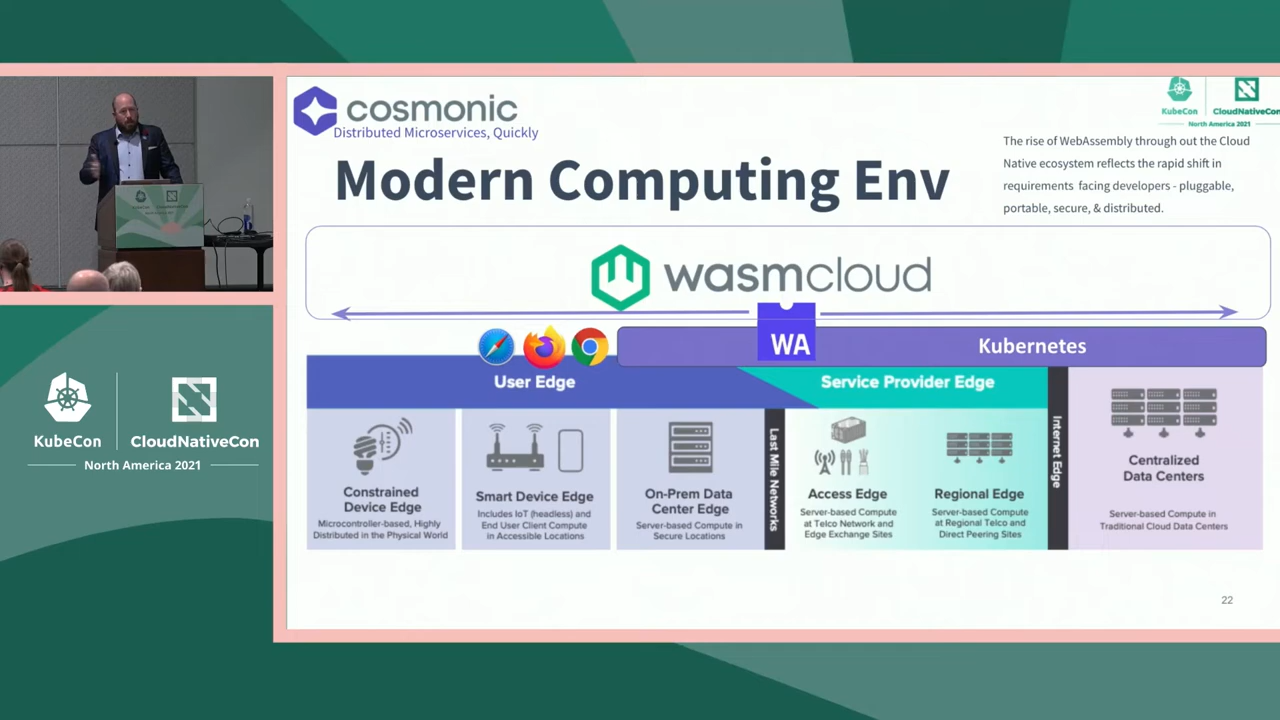 cosmonic
Distributed Microservices, Quickly
KubeCon
CloudNativeCon
North America 2021
Modern Computing Env
The rise of WebAssembly through out the Cloud
Native ecosystem reflects the rapid shift in
requirements facing developers - pluggable,
portable, secure, & distributed.
wasmcloud
WA
Kubernetes
User Edge
Service Provider Edge
Constrained
Device Edge
Microcontroller-based, Highly
Distributed in the Physical World
Smart Device Edge
Includes IoT (headless) and
End User Client Compute
in Accessible Locations
On-Prem Data
Center Edge
Server-based Compute in
Secure Locations
Last Mile Networks
Access Edge
Server-based Compute
at Telco Network and
Edge Exchange Sites
Regional Edge
Server-based Compute
at Regional Telco and
Direct Peering Sites
Internet Edge
Centralized
Data Centers
Server-based Compute in
Traditional Cloud Data Centers
22
KubeCon
CloudNativeCon
North America 2021